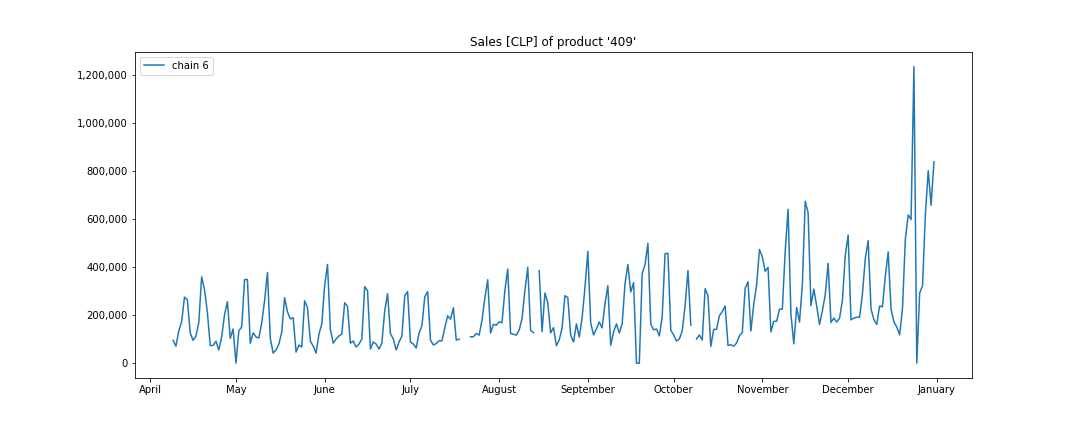 Sales [CLP] of product '409'
chain 6
1,200,000
1,000,000
800,000
600,000
400,000
200,000
0
April May June July August September October November December January